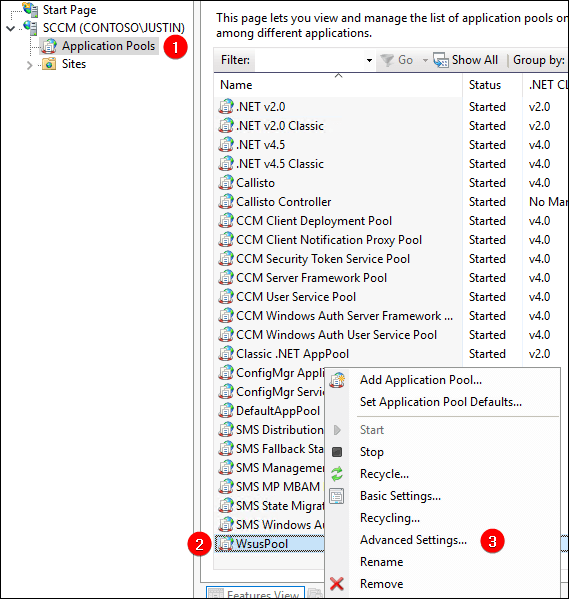 Start Page
SCCM (CONTOSO\JUSTIN)
Application Pools
1
Sites
This page lets you view and manage the list of application pools on
among different applications.
Filter:
Go
Show All
Group by:
Name Status .NET CL
.NET v2.0 Started v2.0
.NET v2.0 Classic Started v2.0
.NET v4.5 Started v4.0
.NET v4.5 Classic Started v4.0
Callisto Started v4.0
Callisto Controller Started No Mar
CCM Client Deployment Pool Started v4.0
CCM Client Notification Proxy Pool Started v4.0
CCM Security Token Service Pool Started v4.0
CCM Server Framework Pool Started v4.0
CCM User Service Pool Started v4.0
CCM Windows Auth Server Framework ... Started v4.0
CCM Windows Auth User Service Pool Started v4.0
Classic .NET AppPool Started v2.0
ConfigMgr Appl
ConfigMgr Servi
DefaultAppPool
SMS Distribution
SMS Fallback Sta
SMS Managemen
SMS MP MBAM
SMS State Migrat
SMS Windows Au
2
WsusPool
Add Application Pool...
Set Application Pool Defaults...
Start
Stop
Recycle...
Basic Settings...
Recycling...
Advanced Settings...
3
Rename
Remove
Features View